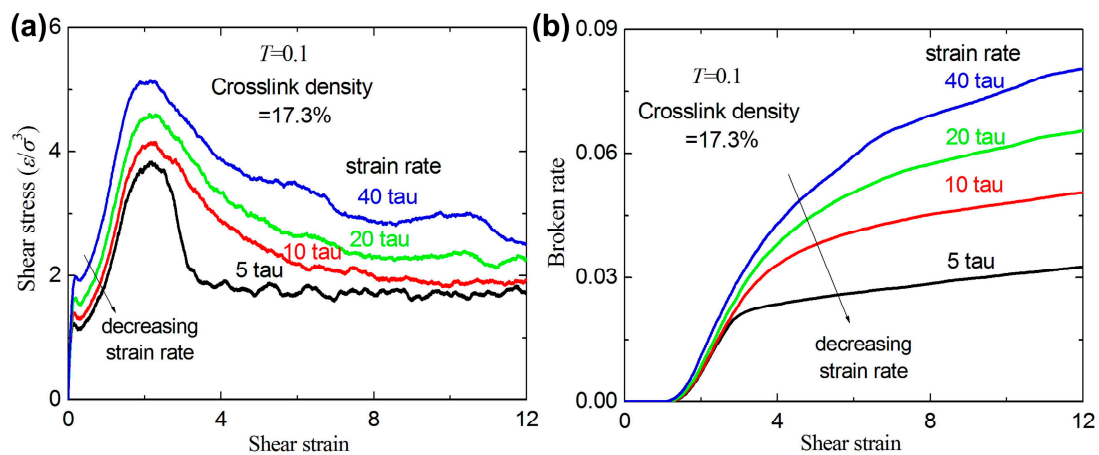 (a)
6
4
2
0
Shear stress (ε/σ³)
T=0.1
Crosslink density
=17.3%
strain rate
40 tau
20 tau
10 tau
5 tau
decreasing
strain rate
0 4 8 12
Shear strain
(b)
0.09
0.06
0.03
0.00
Broken rate
T=0.1
Crosslink density
=17.3%
strain rate
40 tau
20 tau
10 tau
5 tau
decreasing
strain rate
0 4 8 12
Shear strain